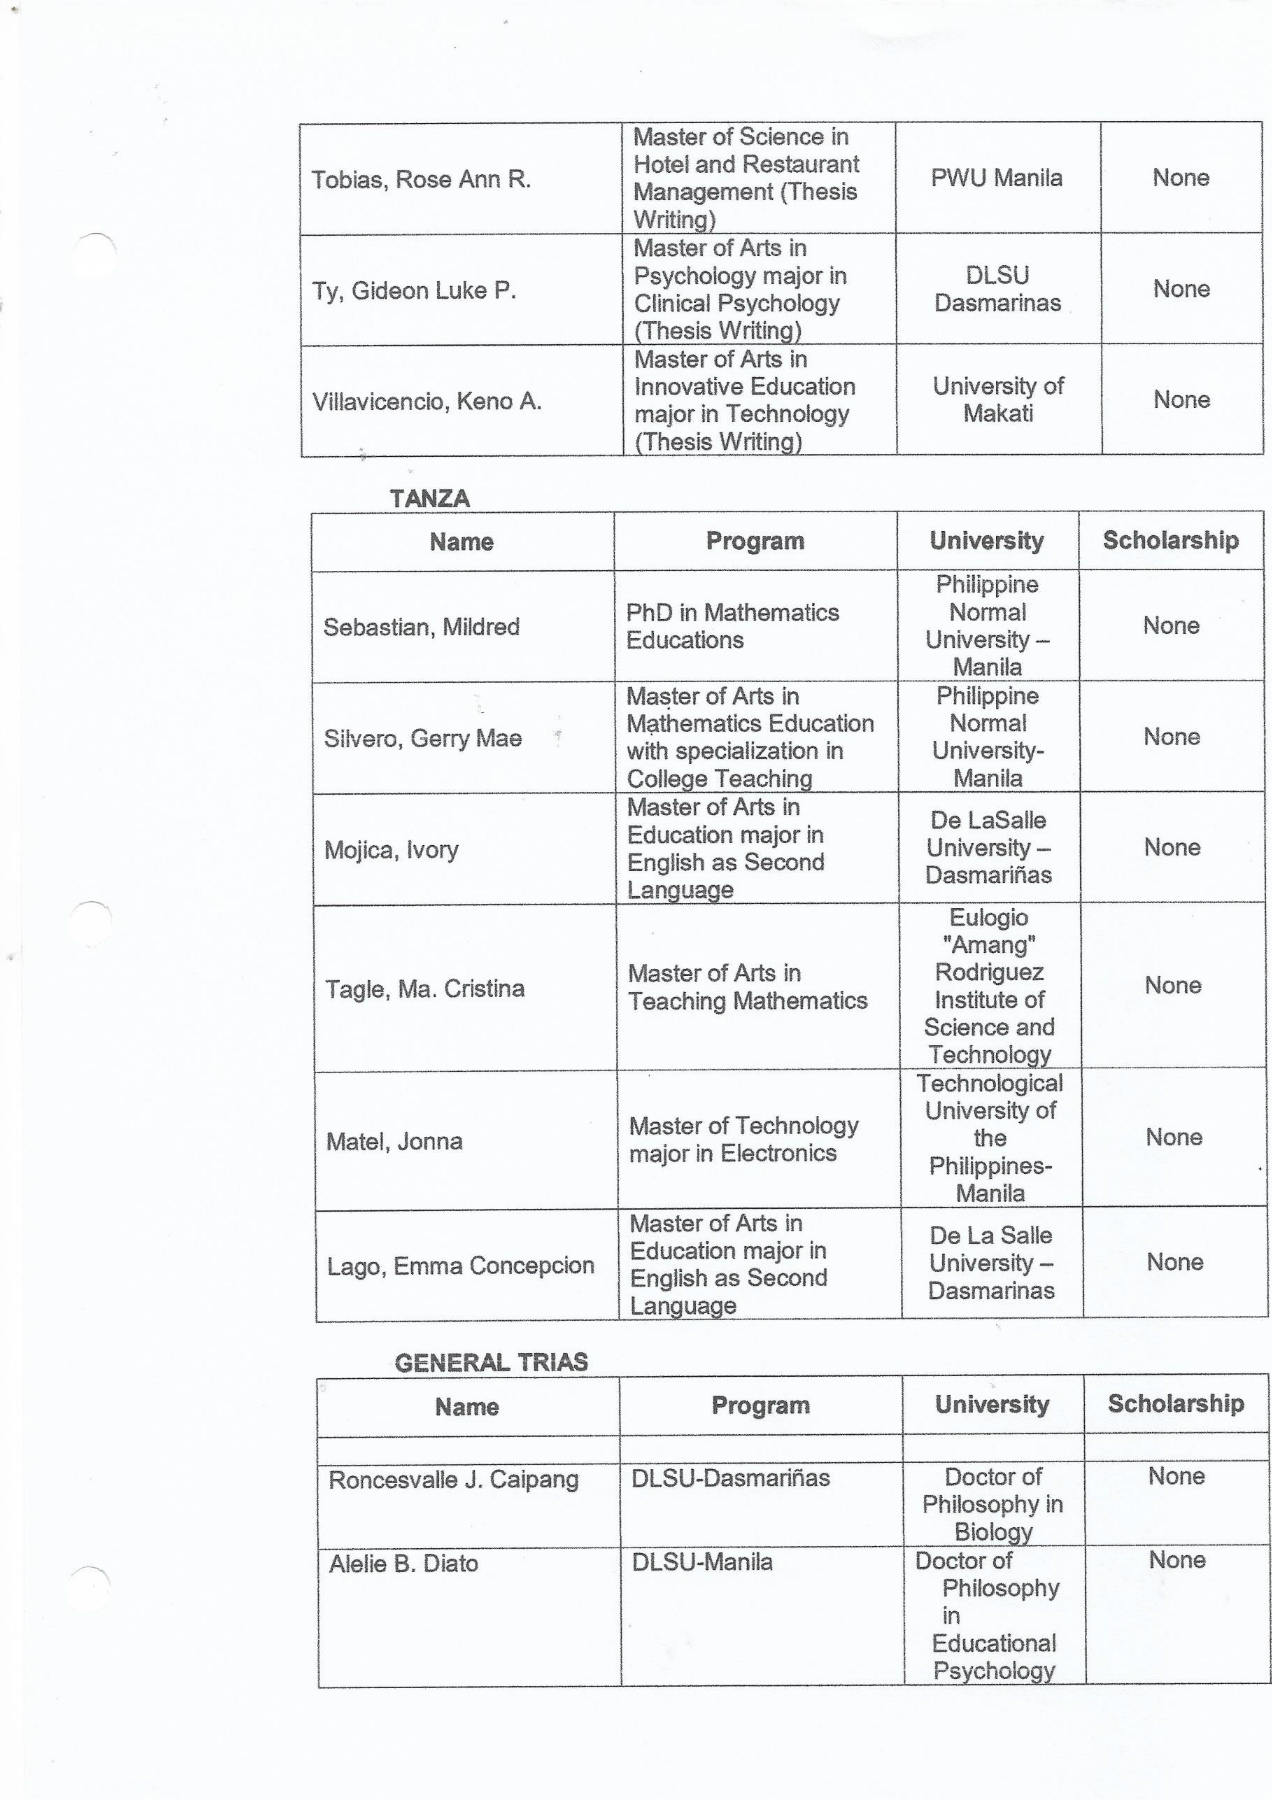 Tobias, Rose Ann R.
Master of Science in
Hotel and Restaurant
Management (Thesis
Writing)
PWU Manila
None
Ty, Gideon Luke P.
Master of Arts in
Psychology major in
Clinical Psychology
(Thesis Writing)
DLSU
Dasmarinas
None
Villavicencio, Keno A.
Master of Arts in
Innovative Education
major in Technology
(Thesis Writing)
University of
Makati
None
TANZA
Name
Program
University
Scholarship
Sebastian, Mildred
PhD in Mathematics
Educations
Philippine
Normal
University –
Manila
None
Silvero, Gerry Mae
Master of Arts in
Mathematics Education
with specialization in
College Teaching
Philippine
Normal
University-
Manila
None
Mojica, Ivory
Master of Arts in
Education major in
English as Second
Language
De LaSalle
University –
Dasmariñas
None
Tagle, Ma. Cristina
Master of Arts in
Teaching Mathematics
Eulogio
"Amang"
Rodriguez
Institute of
Science and
Technology
None
Matel, Jonna
Master of Technology
major in Electronics
Technological
University of
the
Philippines-
Manila
None
Lago, Emma Concepcion
Master of Arts in
Education major in
English as Second
Language
De La Salle
University –
Dasmarinas
None
GENERAL TRIAS
Name
Program
University
Scholarship
Roncesvalle J. Caipang
DLSU-Dasmariñas
Doctor of
Philosophy in
Biology
None
Alelie B. Diato
DLSU-Manila
Doctor of
Philosophy
in
Educational
Psychology
None